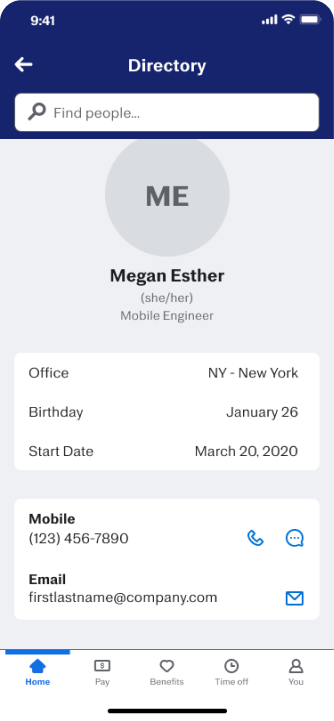 9:41
Directory
Find people...
ME
Megan Esther
(she/her)
Mobile Engineer
Office NY - New York
Birthday January 26
Start Date March 20, 2020
Mobile
(123) 456-7890
Email
firstlastname@company.com
Home Pay Benefits Time off You